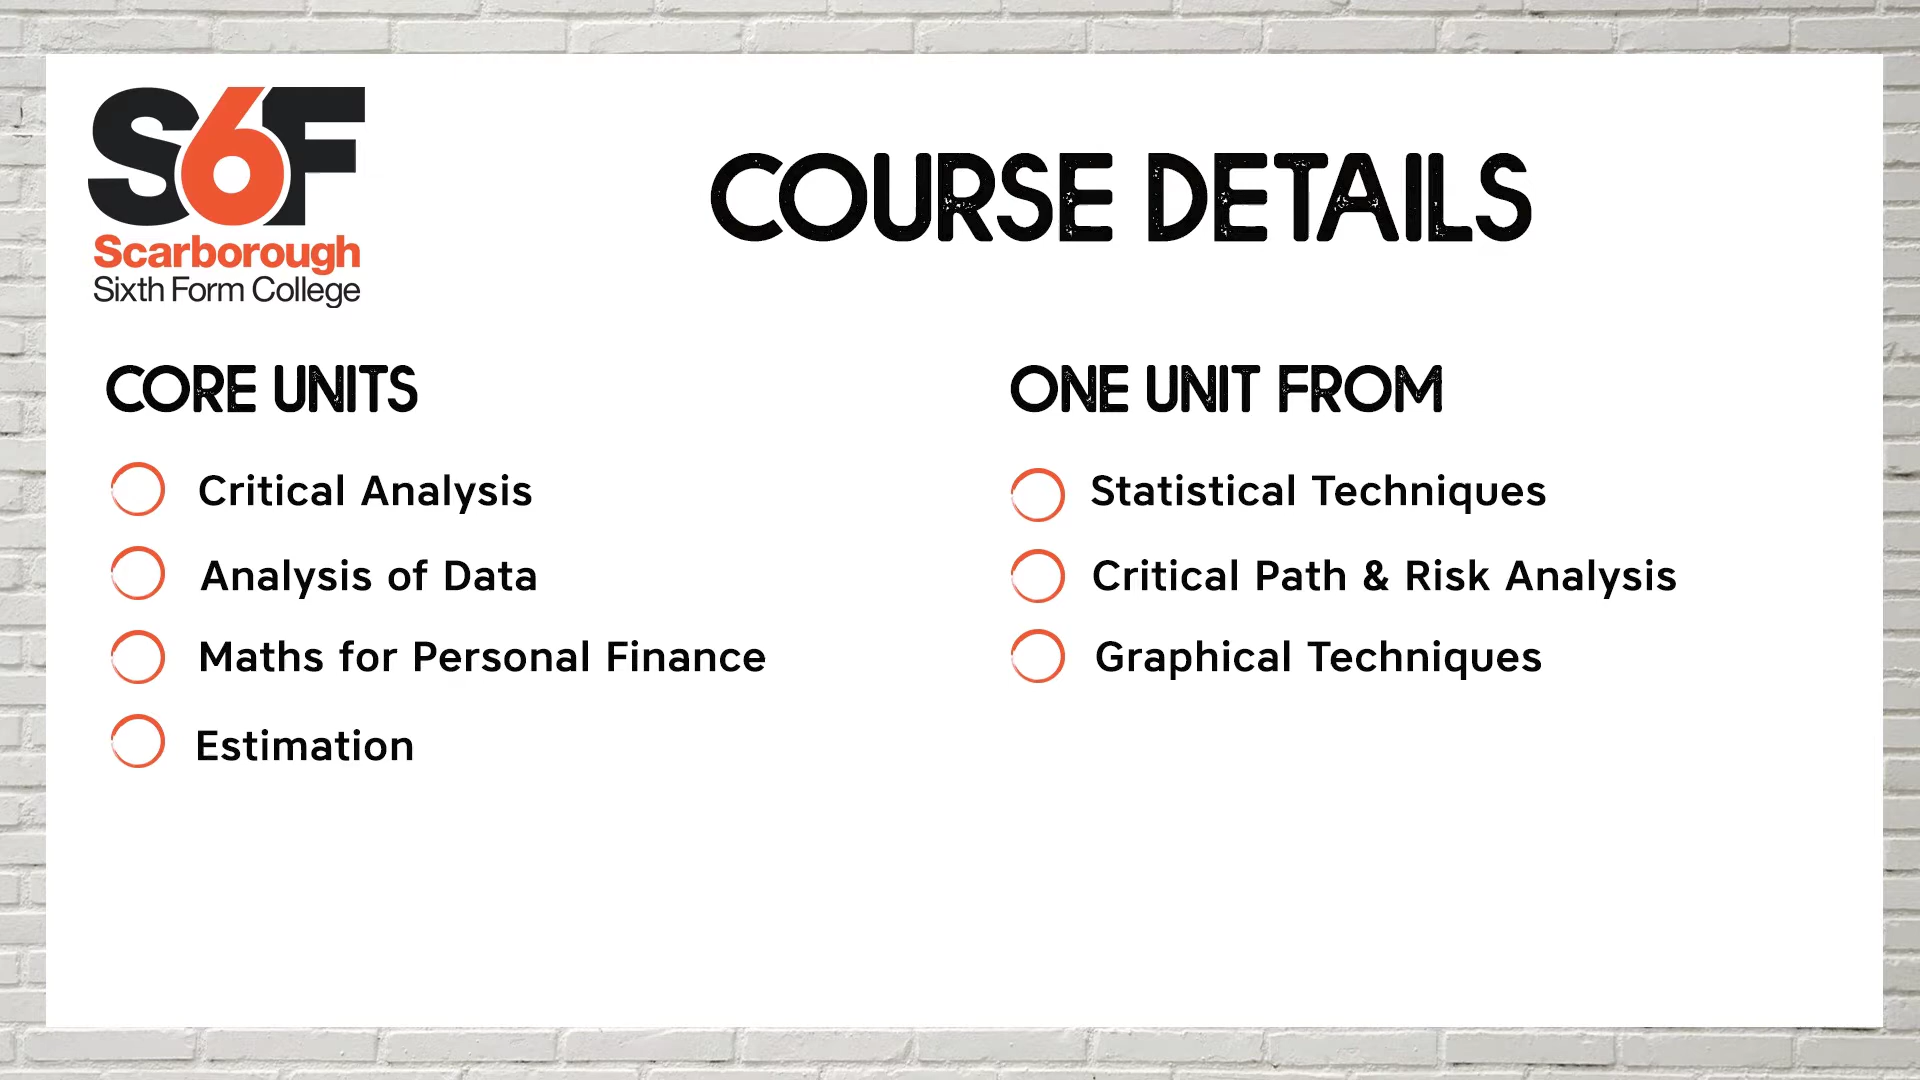 S6F
Scarborough
Sixth Form College
COURSE DETAILS
CORE UNITS
Critical Analysis
Analysis of Data
Maths for Personal Finance
Estimation
ONE UNIT FROM
Statistical Techniques
Critical Path & Risk Analysis
Graphical Techniques